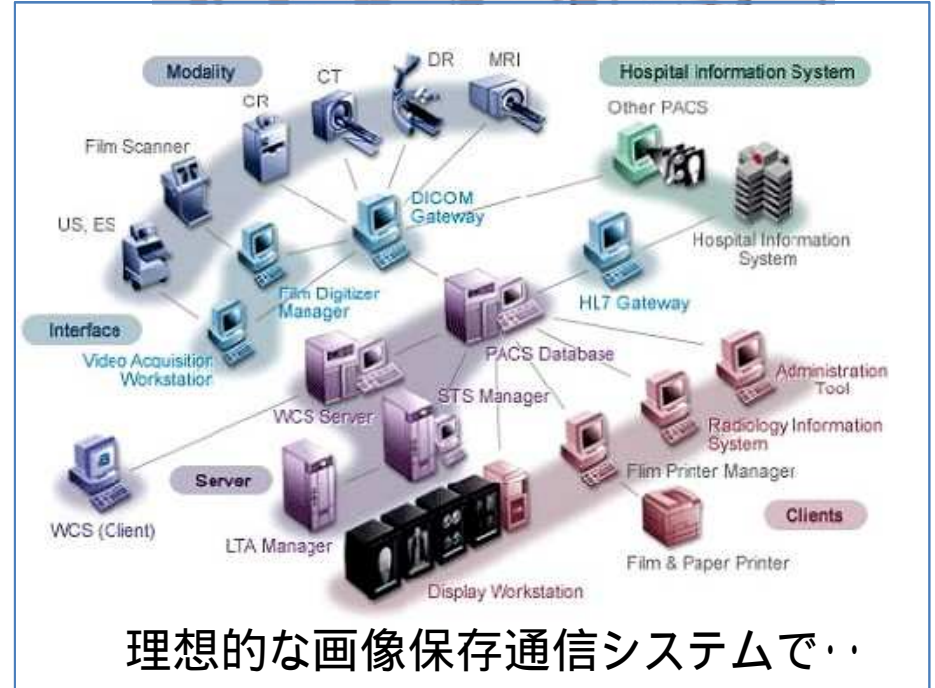 Modality
CT
DR
MRI
Hospital Information System
CR
Other PACS
Film Scanner
US, ES
DICOM
Gateway
Hospital Information
System
Film Digitizer
Manager
HL7 Gateway
Interface
Video Acquisition
Workstation
PACS Database
Administration
Tool
WCS Server
STS Manager
Radiology Information
System
Server
Film Printer Manager
WCS (Client)
LTA Manager
Clients
Film & Paper Printer
Display Workstation
理想的な画像保存通信システムで‥